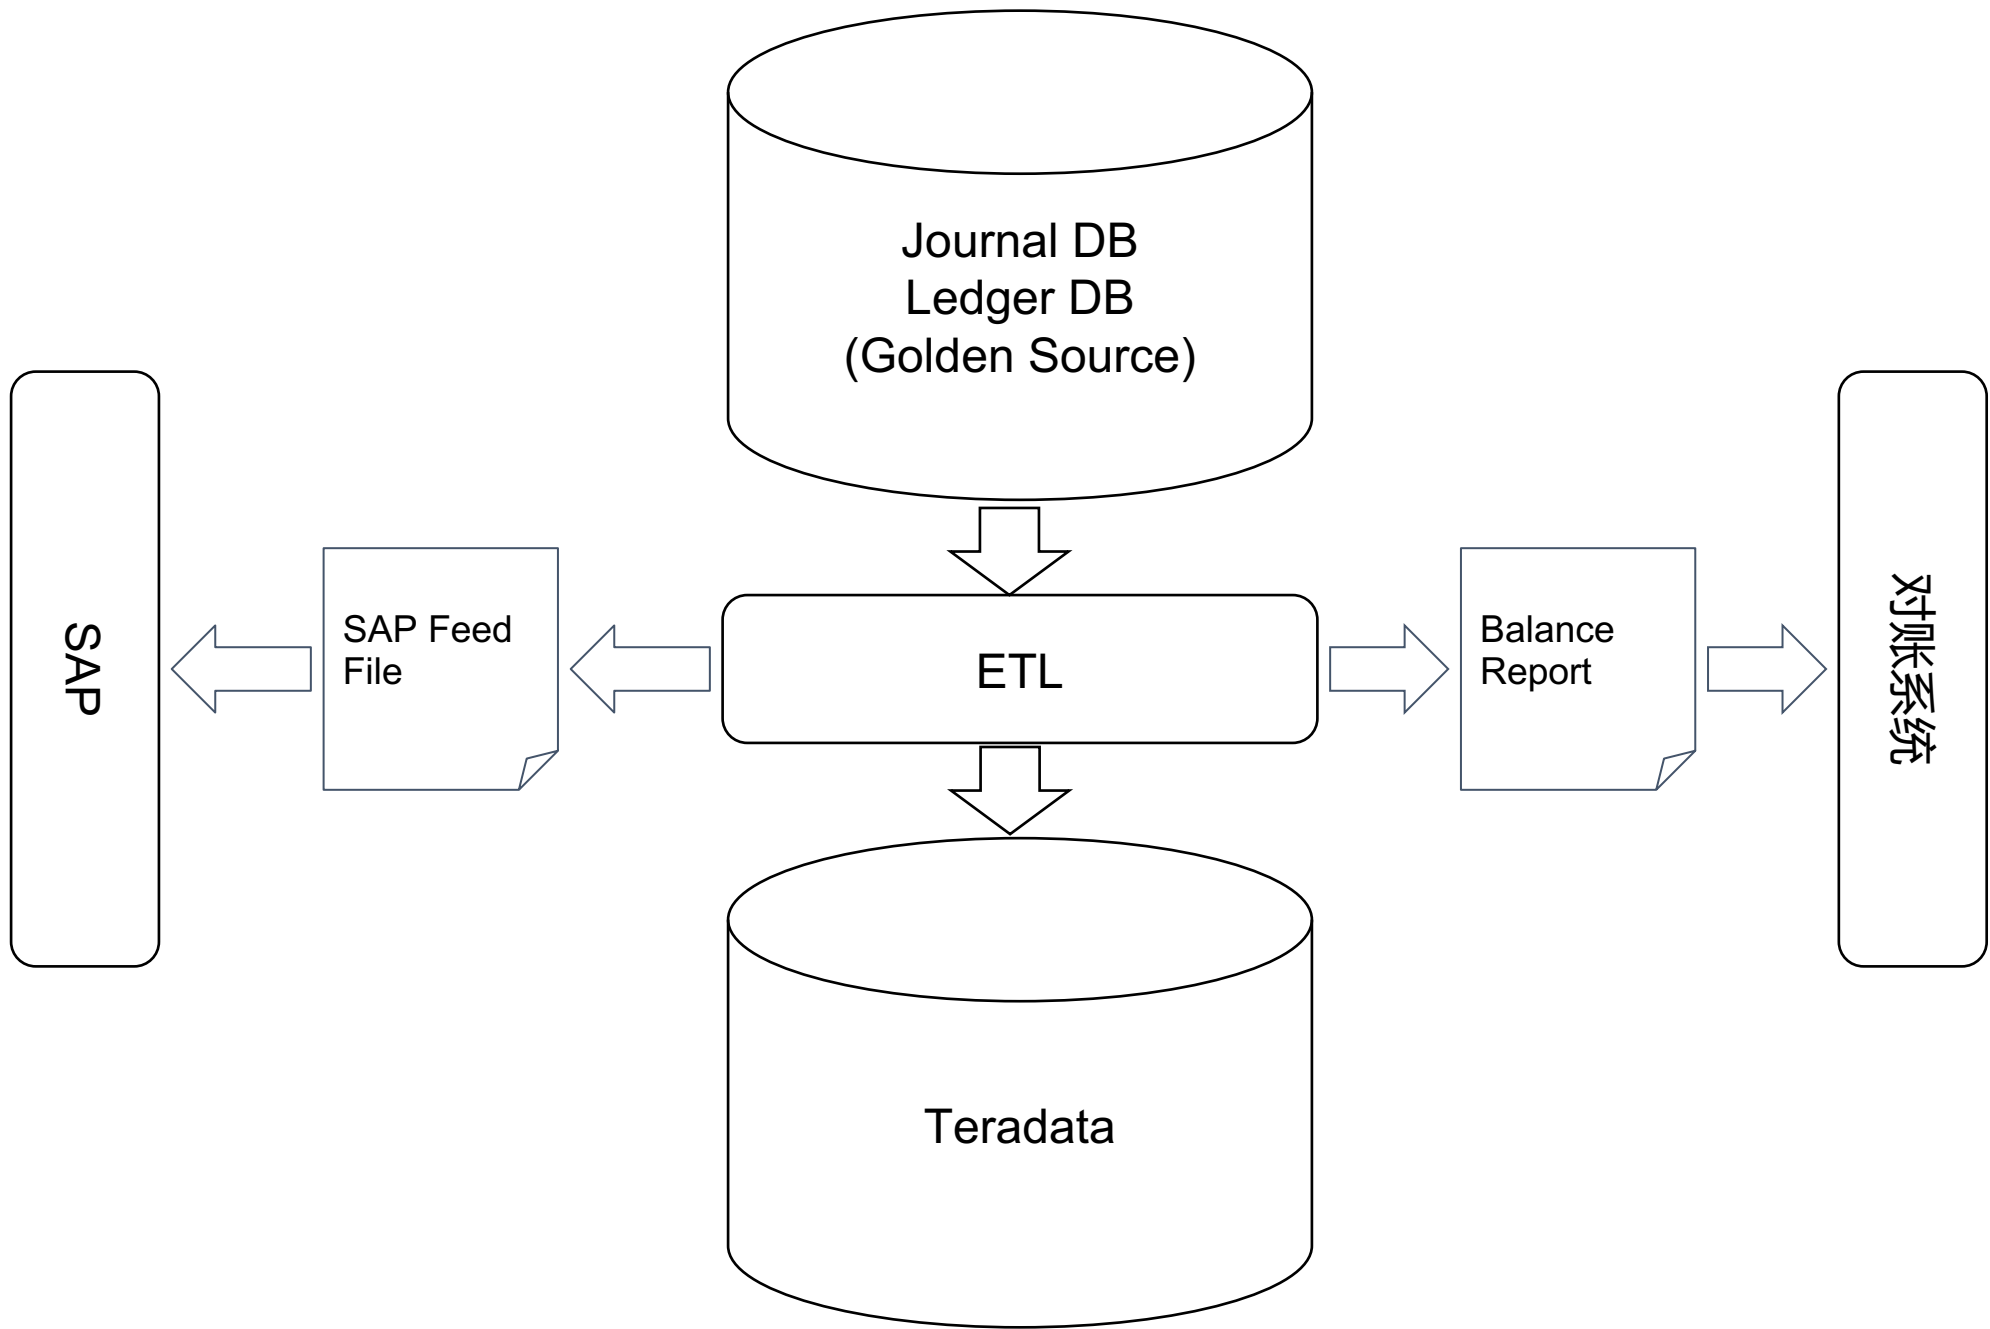 Journal DB
Ledger DB
(Golden Source)
SAP
SAP Feed
File
ETL
Balance
Report
对账系统
Teradata